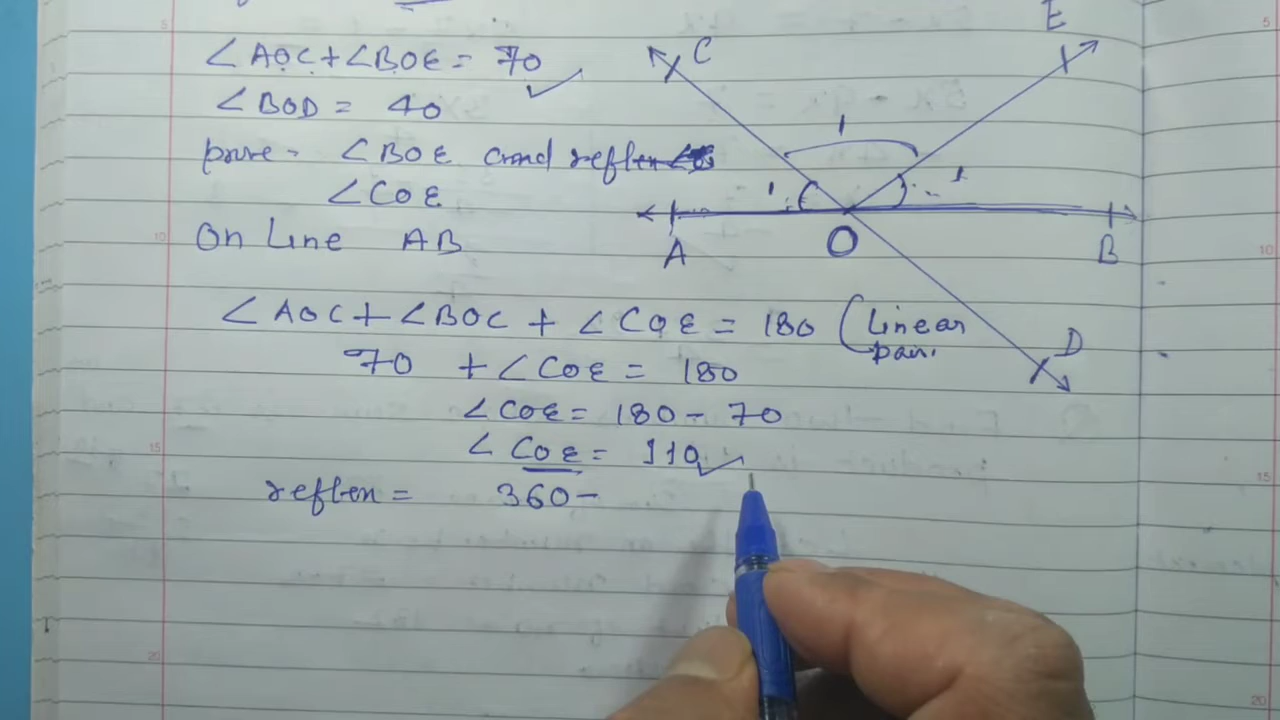 ∠AOC+∠BOE= 70
∠BOD = 40
prove - ∠BOE and reflex
∠COE
On Line AB
∠AOC+∠BOC + ∠COE = 180 (Linear
pair
70 +∠COE = 180
∠COE = 180 - 70
∠COE = 110
reflex = 360-
C
E
A
O
B
D